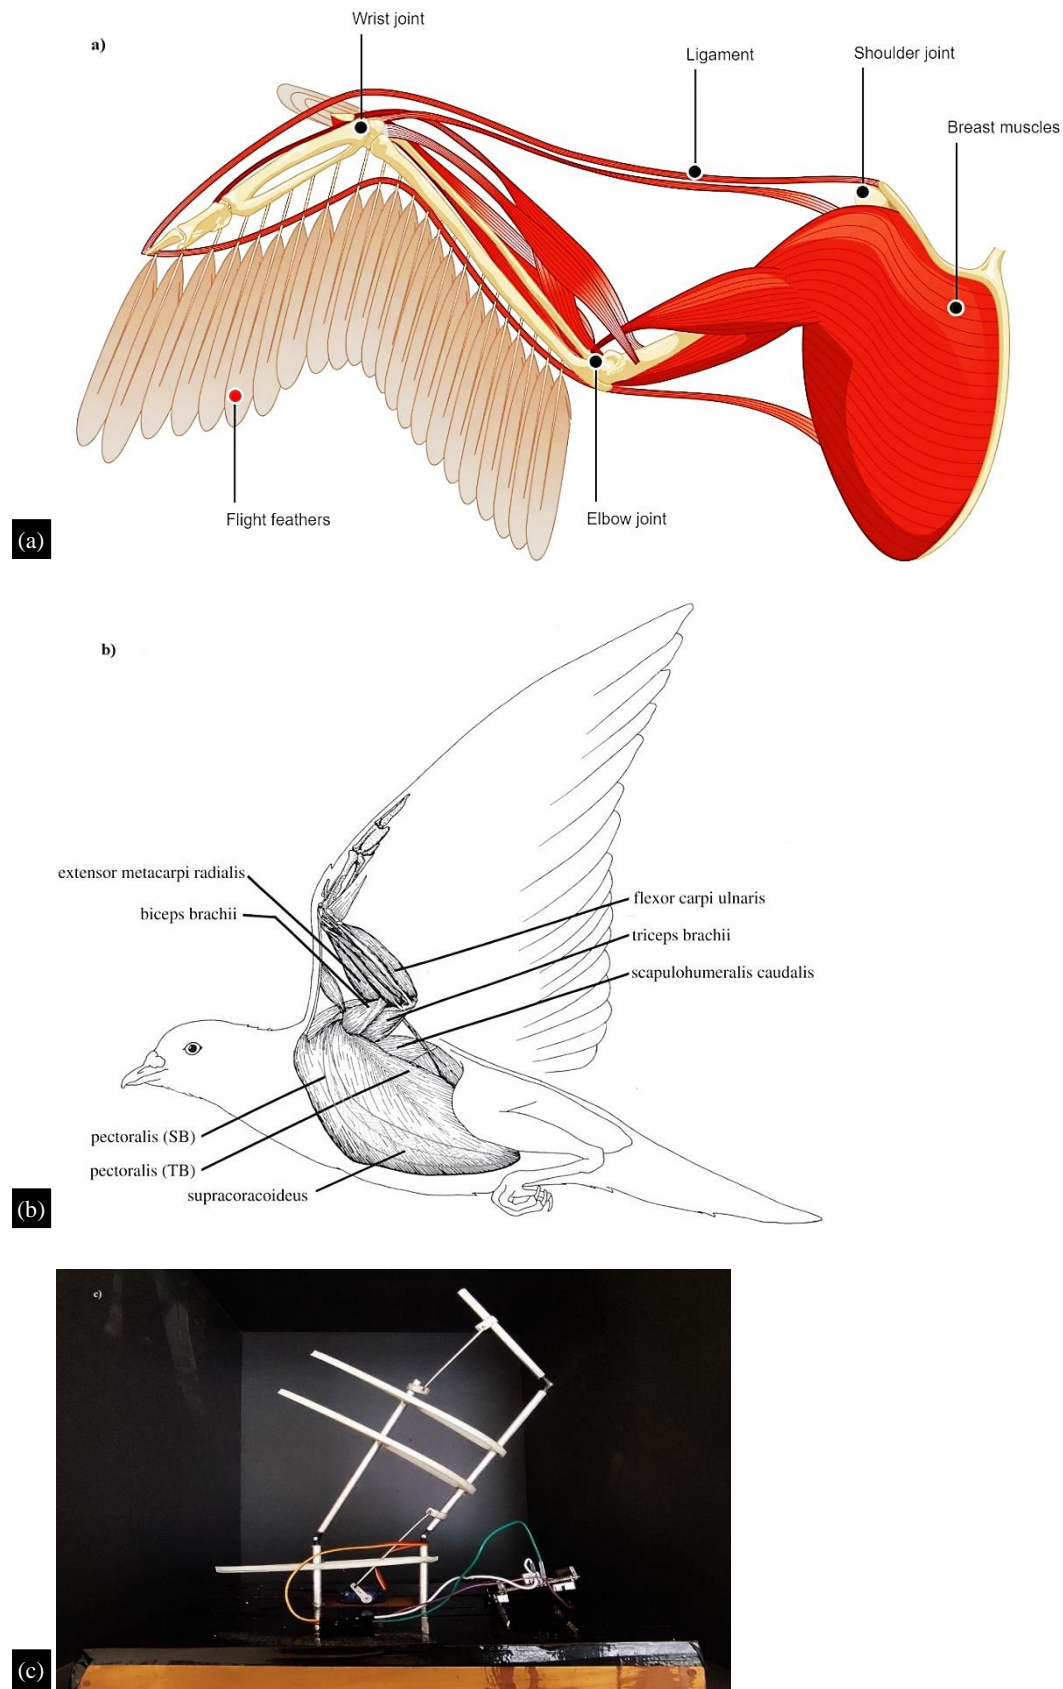 Wrist joint
a)
Ligament
Shoulder joint
Breast muscles
Flight feathers
Elbow joint
(a)
b)
extensor metacarpi radialis
biceps brachii
flexor carpi ulnaris
triceps brachii
scapulohumeralis caudalis
pectoralis (SB)
pectoralis (TB)
supracoracoideus
(b)
c)
(c)